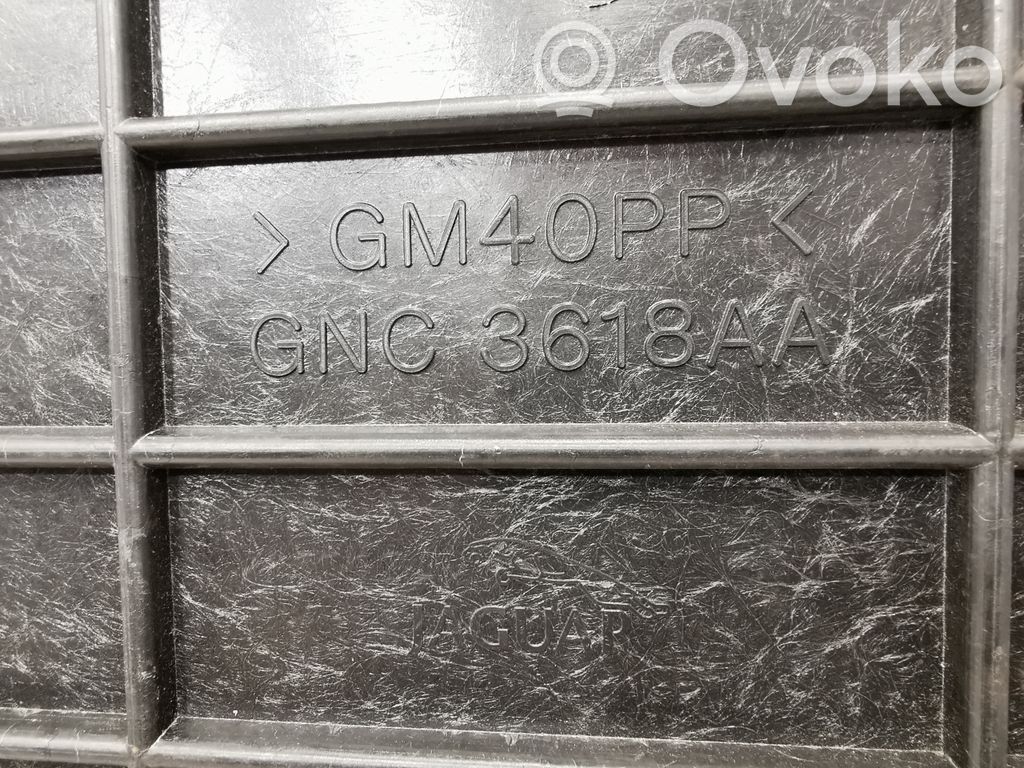 Ovoko
> GM40PP <
GNC 3618AA
JAGUAR